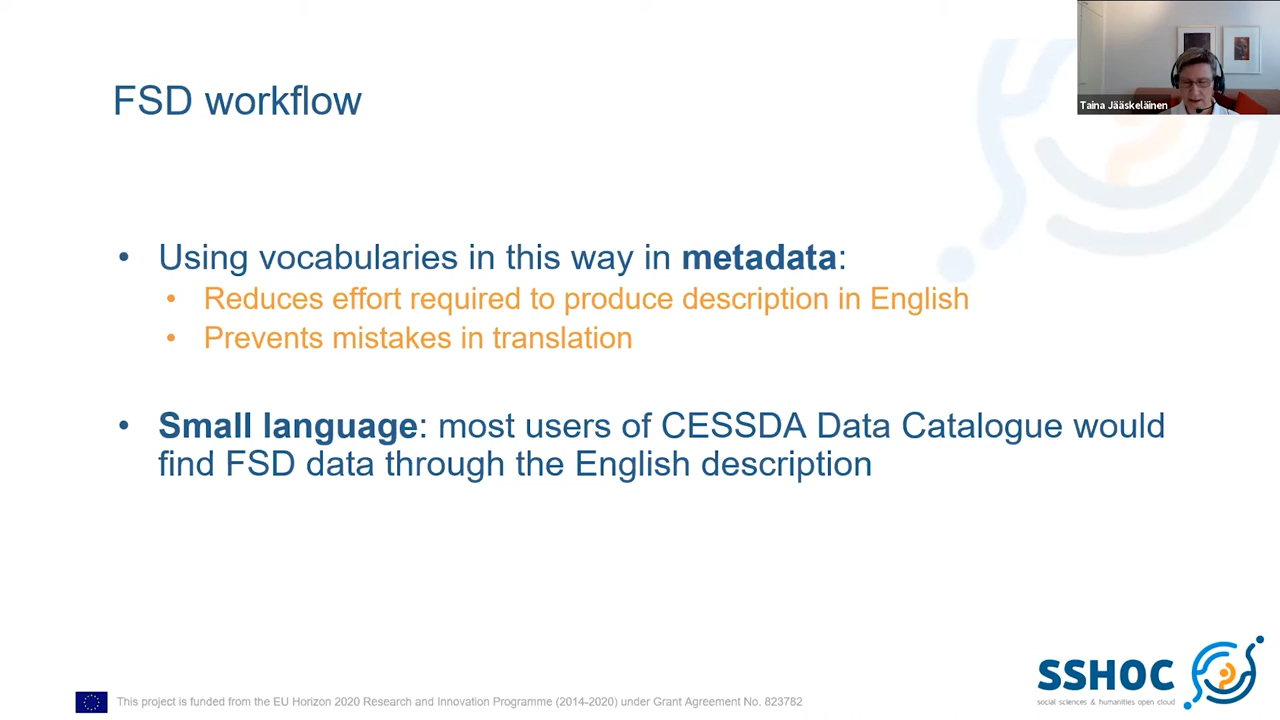 Taina Jääskeläinen
FSD workflow
• Using vocabularies in this way in metadata:
• Reduces effort required to produce description in English
• Prevents mistakes in translation
• Small language: most users of CESSDA Data Catalogue would
find FSD data through the English description
SSHOC
social sciences & humanities open cloud
This project is funded from the EU Horizon 2020 Research and Innovation Programme (2014-2020) under Grant Agreement No. 823782